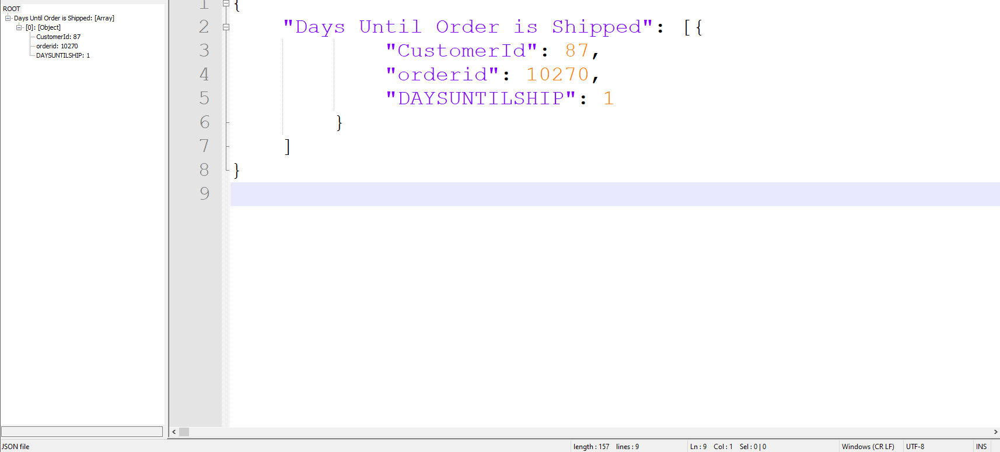 ROOT
Days Until Order is Shipped: [Array]
[0]: [Object]
CustomerId: 87
orderid: 10270
DAYSUNTILSHIP: 1
1 {
2 "Days Until Order is Shipped": [{
3 "CustomerId": 87,
4 "orderid": 10270,
5 "DAYSUNTILSHIP": 1
6 }
7 ]
8 }
9
JSON file length : 157 lines : 9 Ln : 9 Col : 1 Sel : 0 | 0 Windows (CR LF) UTF-8 INS